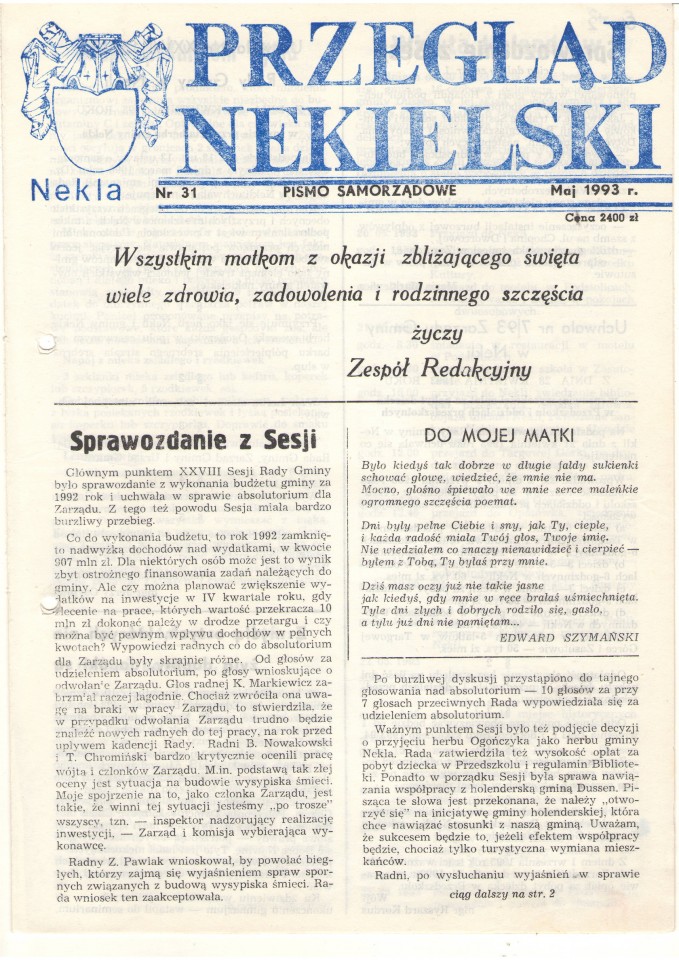 PRZEGLĄD
NEKIELSKI
Nekla
Nr 31 PISMO SAMORZĄDOWE Maj 1993 r.
Cena 2400 zł
Wszystkim matkom z okazji zbliżającego święta
wiele zdrowia, zadowolenia i rodzinnego szczęścia
życzy
Zespół Redakcyjny
Sprawozdanie z Sesji
Głównym punktem XXVIII Sesji Rady Gminy
było sprawozdanie z wykonania budżetu gminy za
1992 rok i uchwała w sprawie absolutorium dla
Zarządu. Z tego też powodu Sesja miała bardzo
burzliwy przebieg.
Co do wykonania budżetu, to rok 1992 zamknię-
to nadwyżką dochodów nad wydatkami, w kwocie
907 mln zł. Dla niektórych osób może jest to wynik
zbyt ostrożnego finansowania zadań należących do
gminy. Ale czy można planować zwiększenie wy-
datków na inwestycje w IV kwartale roku, gdy
zlecenie na prace, których wartość przekracza 10
mln zł dokonać należy w drodze przetargu i czy
można być pewnym wpływu dochodów w pełnych
kwotach? Wypowiedzi radnych co do absolutorium
dla Zarządu były skrajnie różne. Od głosów za
udzieleniem absolutorium, po głosy wnioskujące o
odwołanie Zarządu. Głos radnej K. Markiewicz za-
brzmiał raczej łagodnie. Chociaż zwróciła ona uwa-
gę na braki w pracy Zarządu, to stwierdziła, że
w przypadku odwołania Zarządu trudno będzie
znaleźć nowych radnych do tej pracy, na rok przed
upływem kadencji Rady. Radni B. Nowakowski
i T. Chromiński bardzo krytycznie ocenili pracę
wójta i członków Zarządu. M.in. podstawą tak złej
oceny jest sytuacja na budowie wysypiska śmieci.
Moje spojrzenie na to, jako członka Zarządu, jest
takie, że winni tej sytuacji jesteśmy „po trosze"
wszyscy, tzn. — inspektor nadzorujący realizację
inwestycji, — Zarząd i komisja wybierająca wy-
konawcę.
Radny Z. Pawlak wnioskował, by powołać bieg-
łych, którzy zajmą się wyjaśnieniem spraw spor-
nych związanych z budową wysypiska śmieci. Ra-
da wniosek ten zaakceptowała.
DO MOJEJ MATKI
Było kiedyś tak dobrze w długie fałdy sukienki
schować głowę, wiedzieć, że mnie nie ma.
Mocno, głośno śpiewało we mnie serce maleńkie
ogromnego szczęścia poemat.
Dni były pełne Ciebie i sny, jak Ty, ciepłe,
i każda radość miała Twój głos, Twoje imię.
Nie wiedziałem co znaczy nienawidzieć i cierpieć —
byłem z Tobą, Ty byłaś przy mnie.
Dziś masz oczy już nie takie jasne
jak kiedyś, gdy mnie w ręce brałaś uśmiechnięta.
Tyle dni złych i dobrych rodziło się, gasło,
a tylu już dni nie pamiętam...
EDWARD SZYMAŃSKI
Po burzliwej dyskusji przystąpiono do tajnego
głosowania nad absolutorium — 10 głosów za przy
7 głosach przeciwnych Rada wypowiedziała się za
udzieleniem absolutorium.
Ważnym punktem Sesji było też podjęcie decyzji
o przyjęciu herbu Ogończyka jako herbu gminy
Nekla. Rada zatwierdziła też wysokość opłat za
pobyt dziecka w Przedszkolu i regulamin Bibliote-
ki. Ponadto w porządku Sesji była sprawa nawią-
zania współpracy z holenderską gminą Dussen. Pi-
sząca te słowa jest przekonana, że należy „otwo-
rzyć się" na inicjatywę gminy holenderskiej, która
chce nawiązać stosunki z naszą gminą. Uważam,
że sukcesem będzie to, jeżeli efektem współpracy
będzie, chociaż tylko turystyczna wymiana miesz-
kańców.
Radni, po wysłuchaniu wyjaśnień w sprawie
ciąg dalszy na str. 2